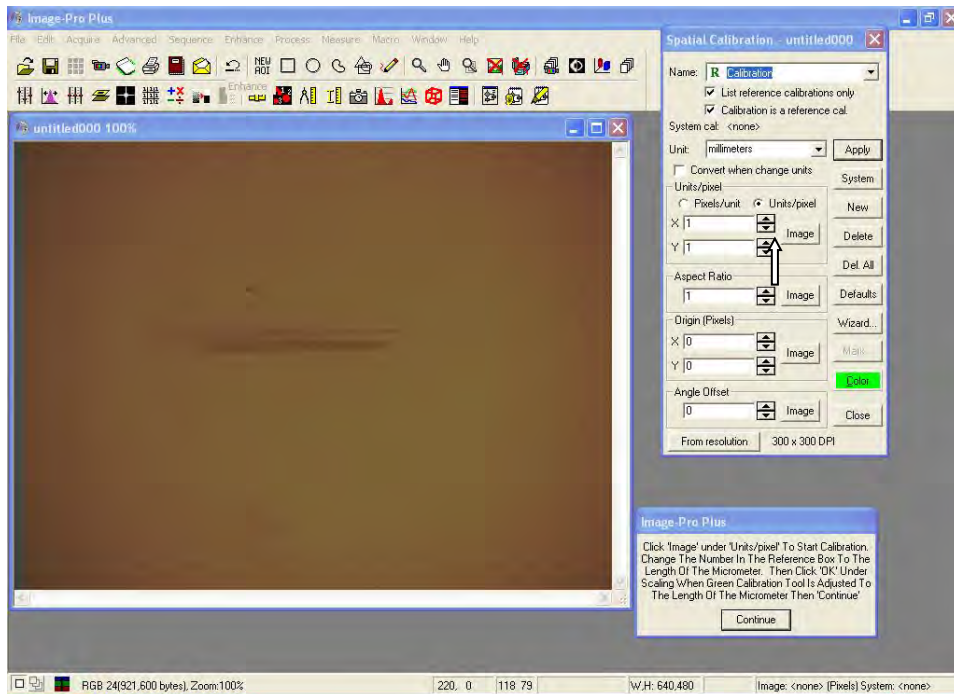 Image-Pro Plus
File Edit Acquire Advanced Sequence Enhance Process Measure Macro Window Help
NEW
AOI
Enhance
untitled000 100%
Spatial Calibration - untitled000
Name: R Calibration
List reference calibrations only
Calibration is a reference cal.
System cal: <none>
Unit: millimeters Apply
Convert when change units
System
Units/pixel
Pixels/unit Units/pixel New
X 1
Image Delete
Y 1
Del. All
Aspect Ratio
1 Image Defaults
Origin (Pixels) Wizard...
X 0
Image
Y 0
Color
Angle Offset
0 Image Close
From resolution 300 x 300 DPI
Image-Pro Plus
Click 'Image' under 'Units/pixel' To Start Calibration.
Change The Number In The Reference Box To The
Length Of The Micrometer. Then Click 'OK' Under
Scaling When Green Calibration Tool Is Adjusted To
The Length Of The Micrometer Then 'Continue'
Continue
RGB 24(921,600 bytes), Zoom:100% 220, 0 118 79 W,H: 640,480 Image: <none> (Pixels) System: <none>